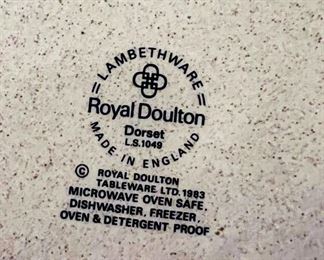 = LAMBETHWARE =
Royal Doulton
Dorset
L.S.1049
MADE IN ENGLAND
© ROYAL DOULTON
TABLEWARE LTD. 1983
MICROWAVE OVEN SAFE,
DISHWASHER, FREEZER,
OVEN & DETERGENT PROOF